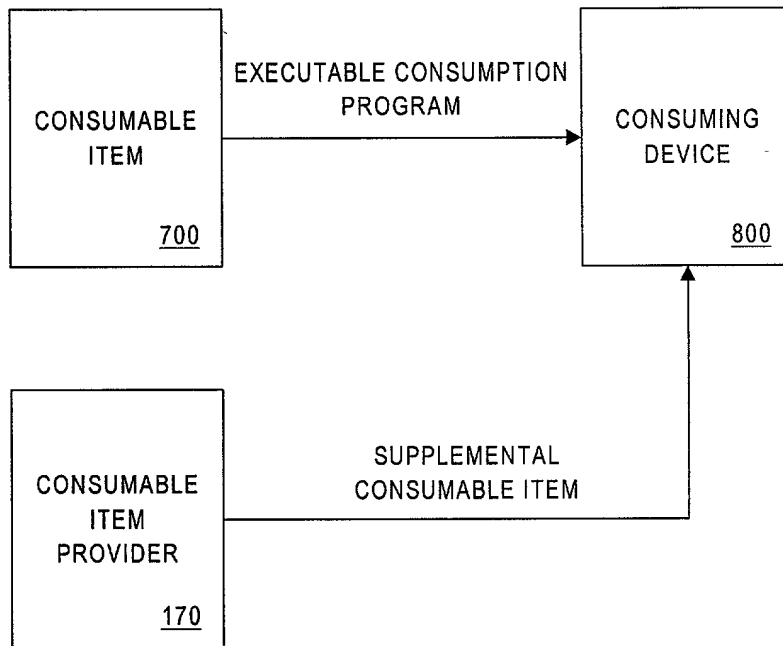 EXECUTABLE CONSUMPTION
PROGRAM
CONSUMABLE
ITEM
700
CONSUMING
DEVICE
800
SUPPLEMENTAL
CONSUMABLE ITEM
CONSUMABLE
ITEM
PROVIDER
170